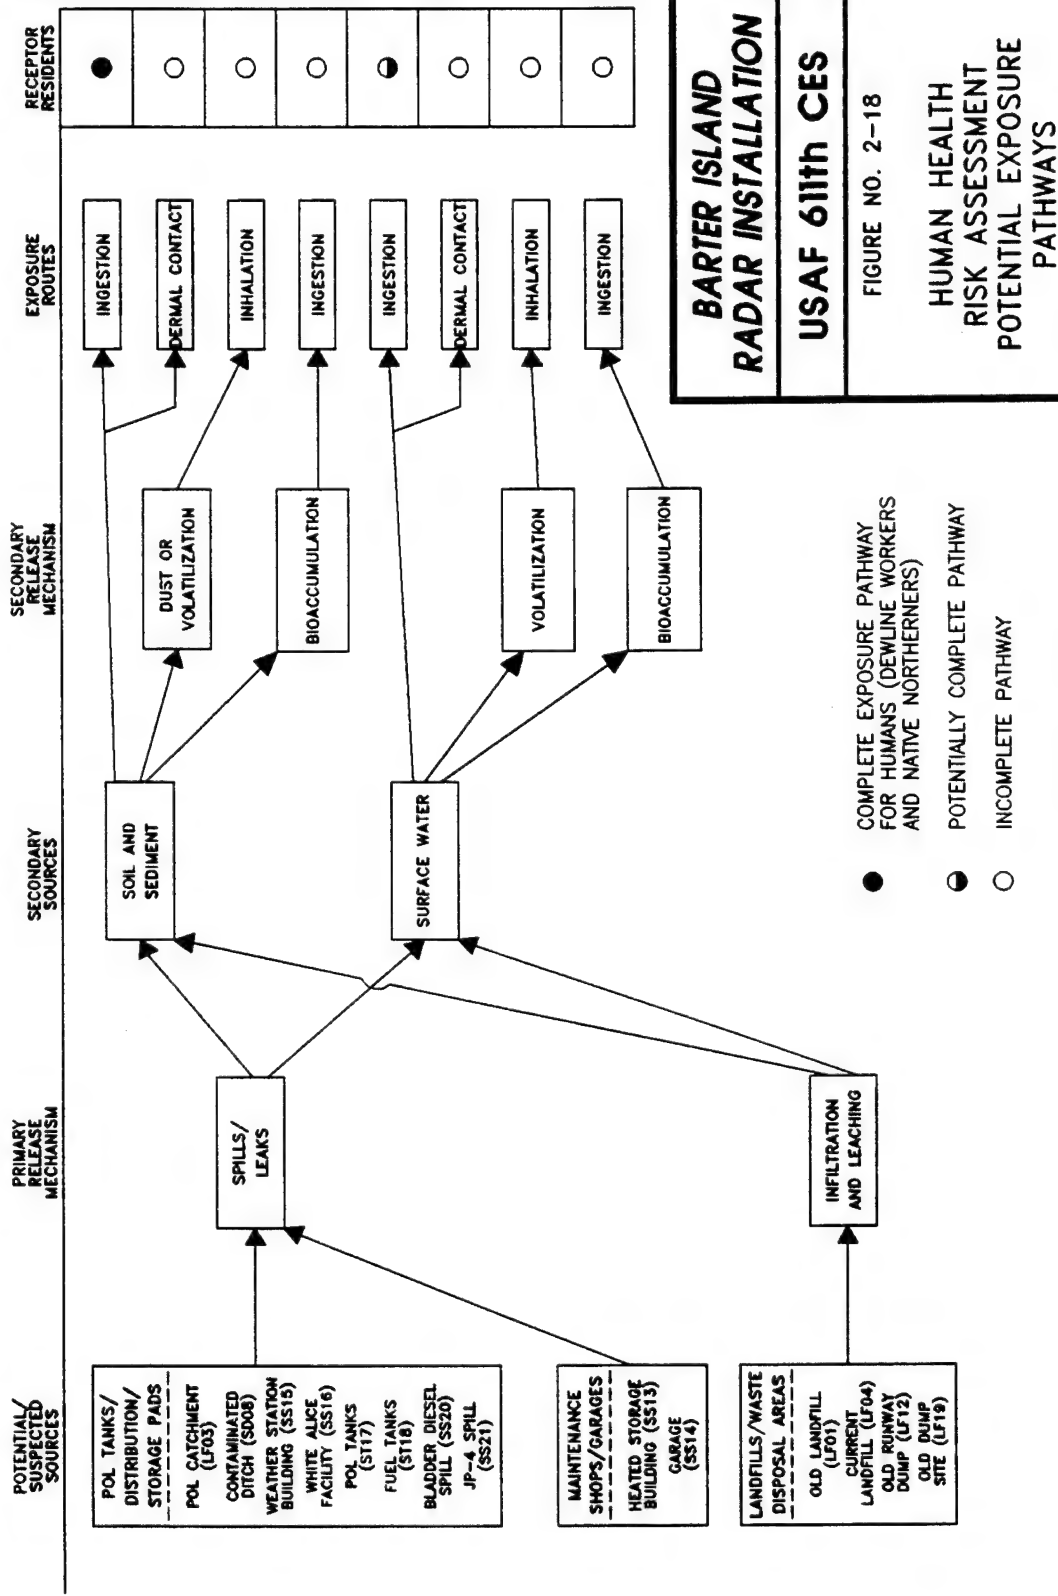 POTENTIAL/
SUSPECTED
SOURCES
PRIMARY
RELEASE
MECHANISM
SECONDARY
SOURCES
SECONDARY
RELEASE
MECHANISM
EXPOSURE
ROUTES
RECEPTOR
RESIDENTS
POL TANKS/
DISTRIBUTION/
STORAGE PADS
POL CATCHMENT
(LF03)
CONTAMINATED
DITCH (SD08)
WEATHER STATION
BUILDING (SS15)
WHITE ALICE
FACILITY (SS16)
POL TANKS
(ST17)
FUEL TANKS
(ST18)
BLADDER DIESEL
SPILL (SS20)
JP-4 SPILL
(SS21)
MAINTENANCE
SHOPS/GARAGES
HEATED STORAGE
BUILDING (SS13)
GARAGE
(SS14)
LANDFILLS/WASTE
DISPOSAL AREAS
OLD LANDFILL
(LF01)
CURRENT
LANDFILL (LF04)
OLD RUNWAY
DUMP (LF12)
OLD DUMP
SITE (LF19)
SPILLS/
LEAKS
INFILTRATION
AND LEACHING
SOIL AND
SEDIMENT
SURFACE WATER
DUST OR
VOLATILIZATION
BIOACCUMULATION
VOLATILIZATION
BIOACCUMULATION
INGESTION
DERMAL CONTACT
INHALATION
INGESTION
INGESTION
DERMAL CONTACT
INHALATION
INGESTION
COMPLETE EXPOSURE PATHWAY
FOR HUMANS (DEWLINE WORKERS
AND NATIVE NORTHERNERS)
POTENTIALLY COMPLETE PATHWAY
INCOMPLETE PATHWAY
BARTER ISLAND
RADAR INSTALLATION
USAF 611th CES
FIGURE NO. 2-18
HUMAN HEALTH
RISK ASSESSMENT
POTENTIAL EXPOSURE
PATHWAYS